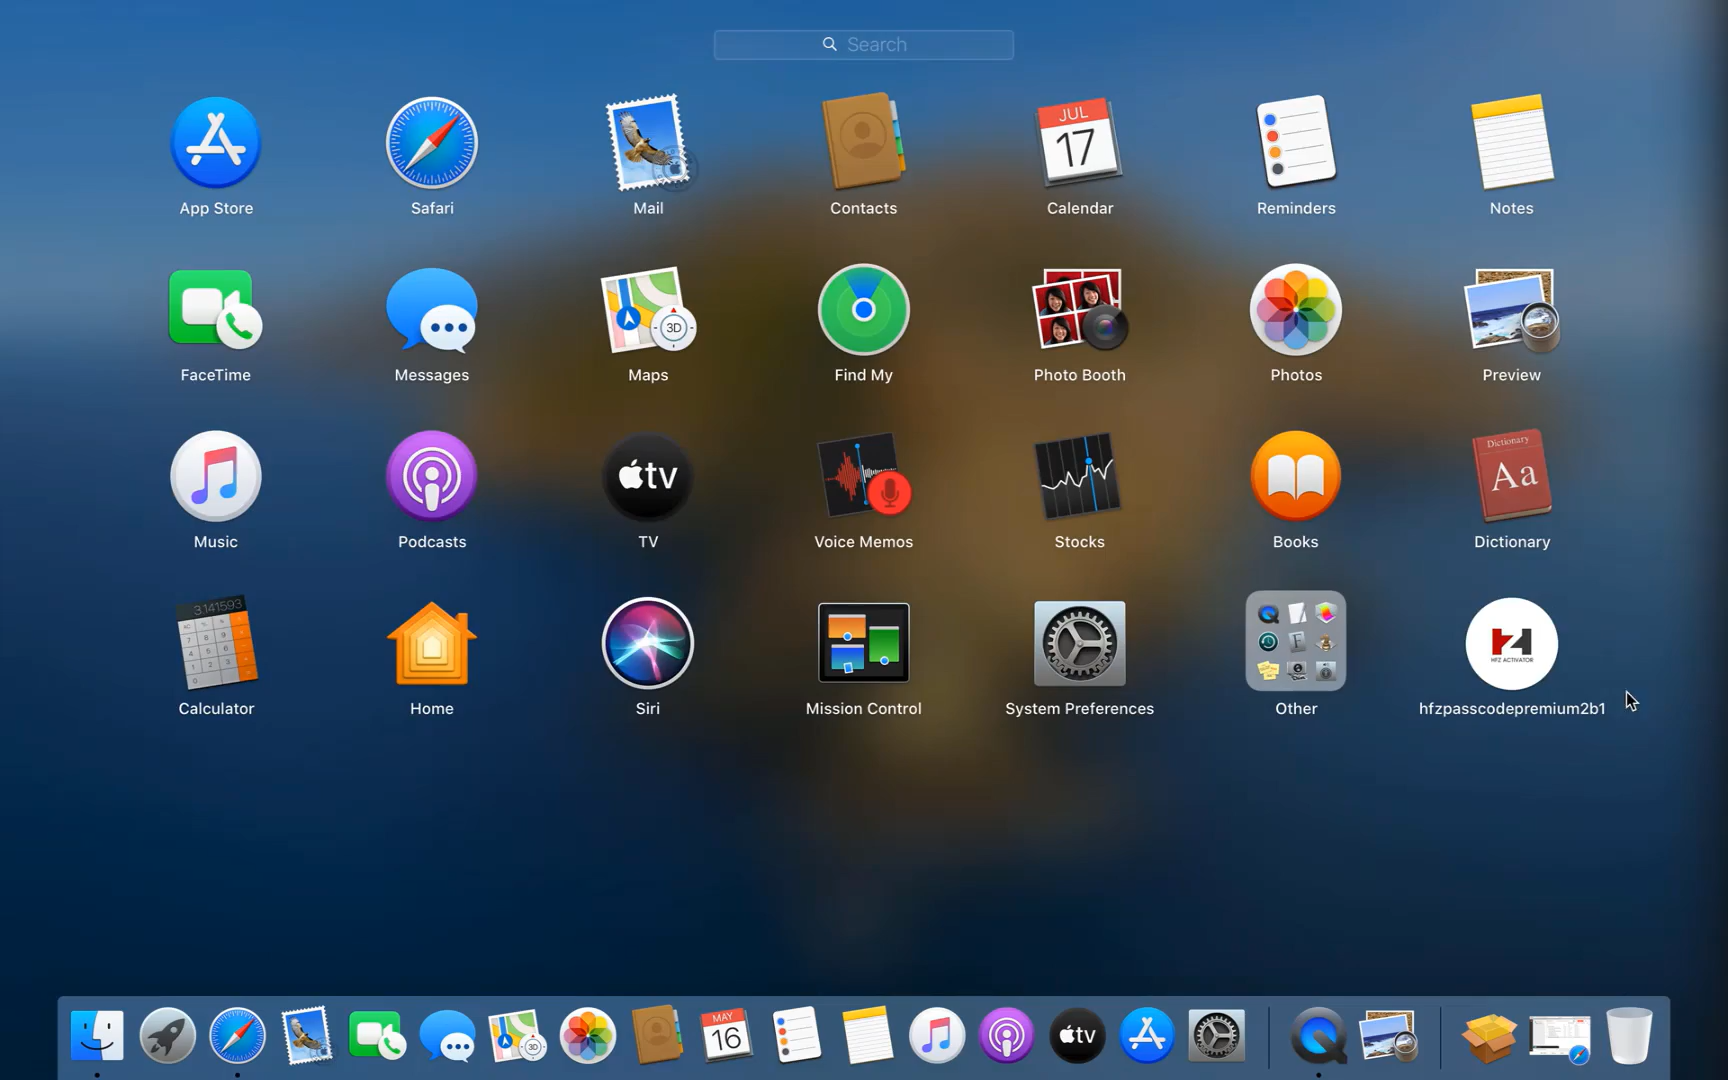 Search
App Store
Safari
Mail
Contacts
JUL
17
Calendar
Reminders
Notes
FaceTime
Messages
3D
Maps
Find My
Photo Booth
Photos
Preview
Music
Podcasts
tv
TV
Voice Memos
Stocks
Books
Dictionary
Aa
Dictionary
3.141593
Calculator
Home
Siri
Mission Control
System Preferences
Other
HFZ ACTIVATOR
hfzpasscodepremium2b1
3D
MAY
16
tv